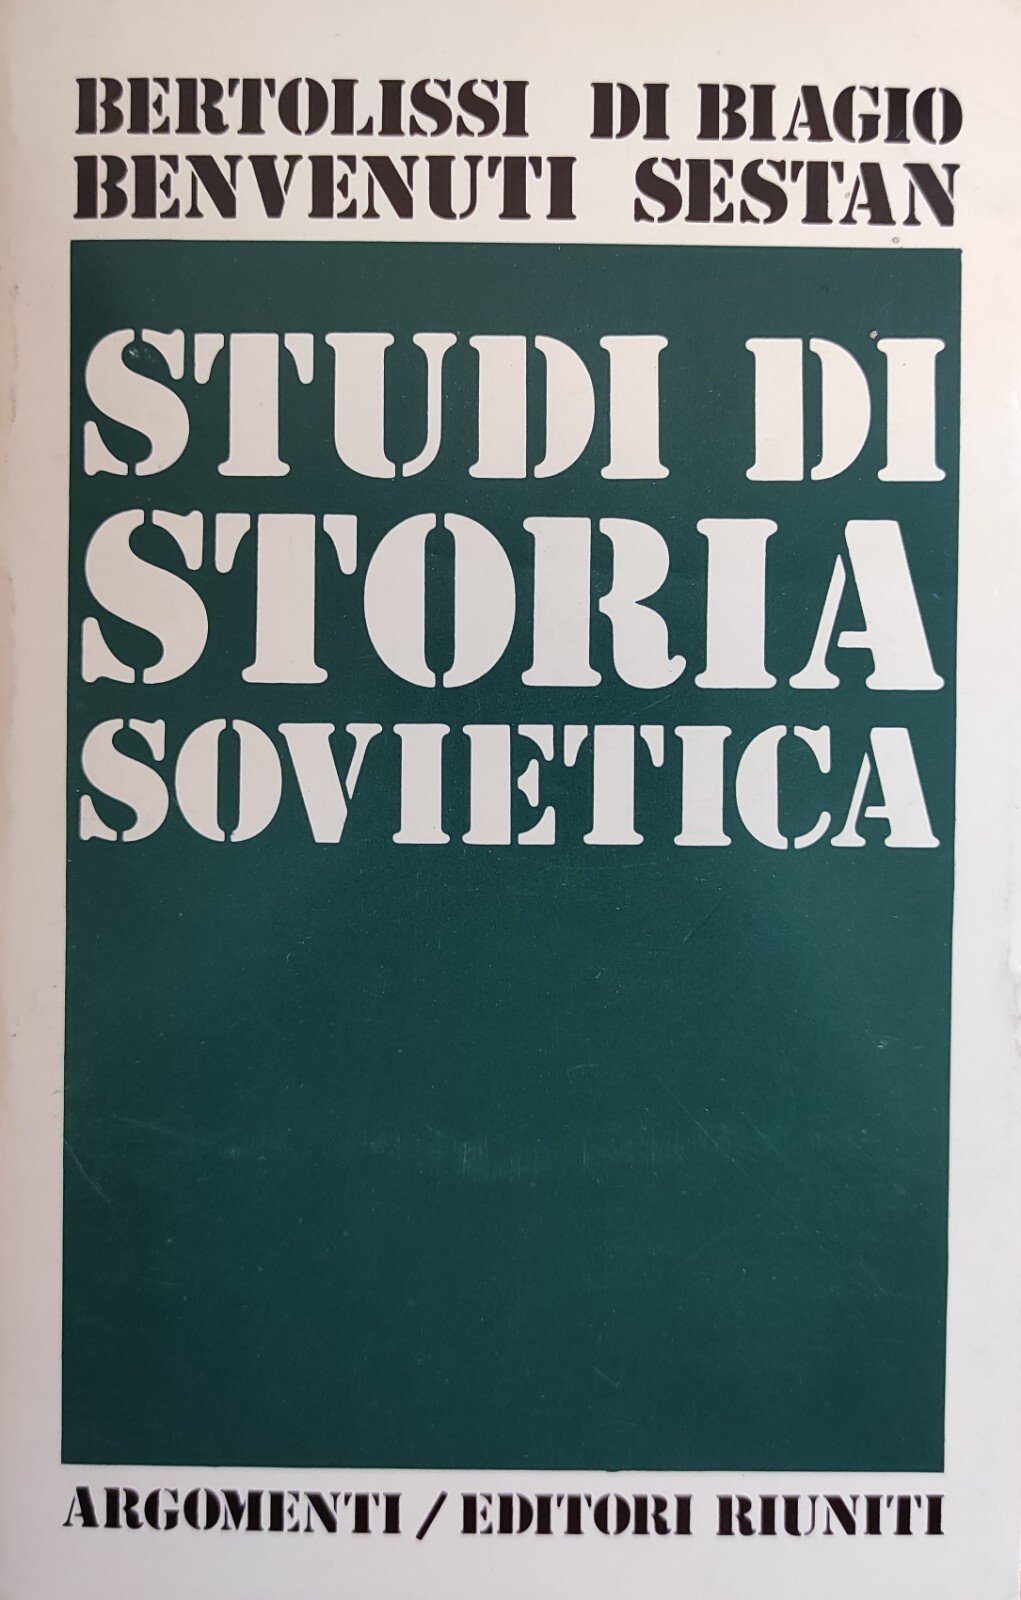 BERTOLISSI DI BIAGIO
BENVENUTI SESTAN
STUDI DI
STORIA
SOVIETICA
ARGOMENTI / EDITORI RIUNITI